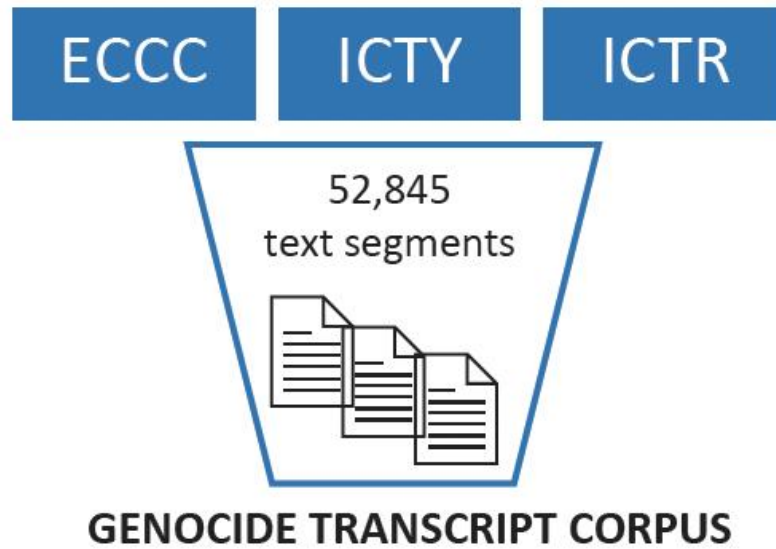 ECCC ICTY ICTR
52,845
text segments
GENOCIDE TRANSCRIPT CORPUS